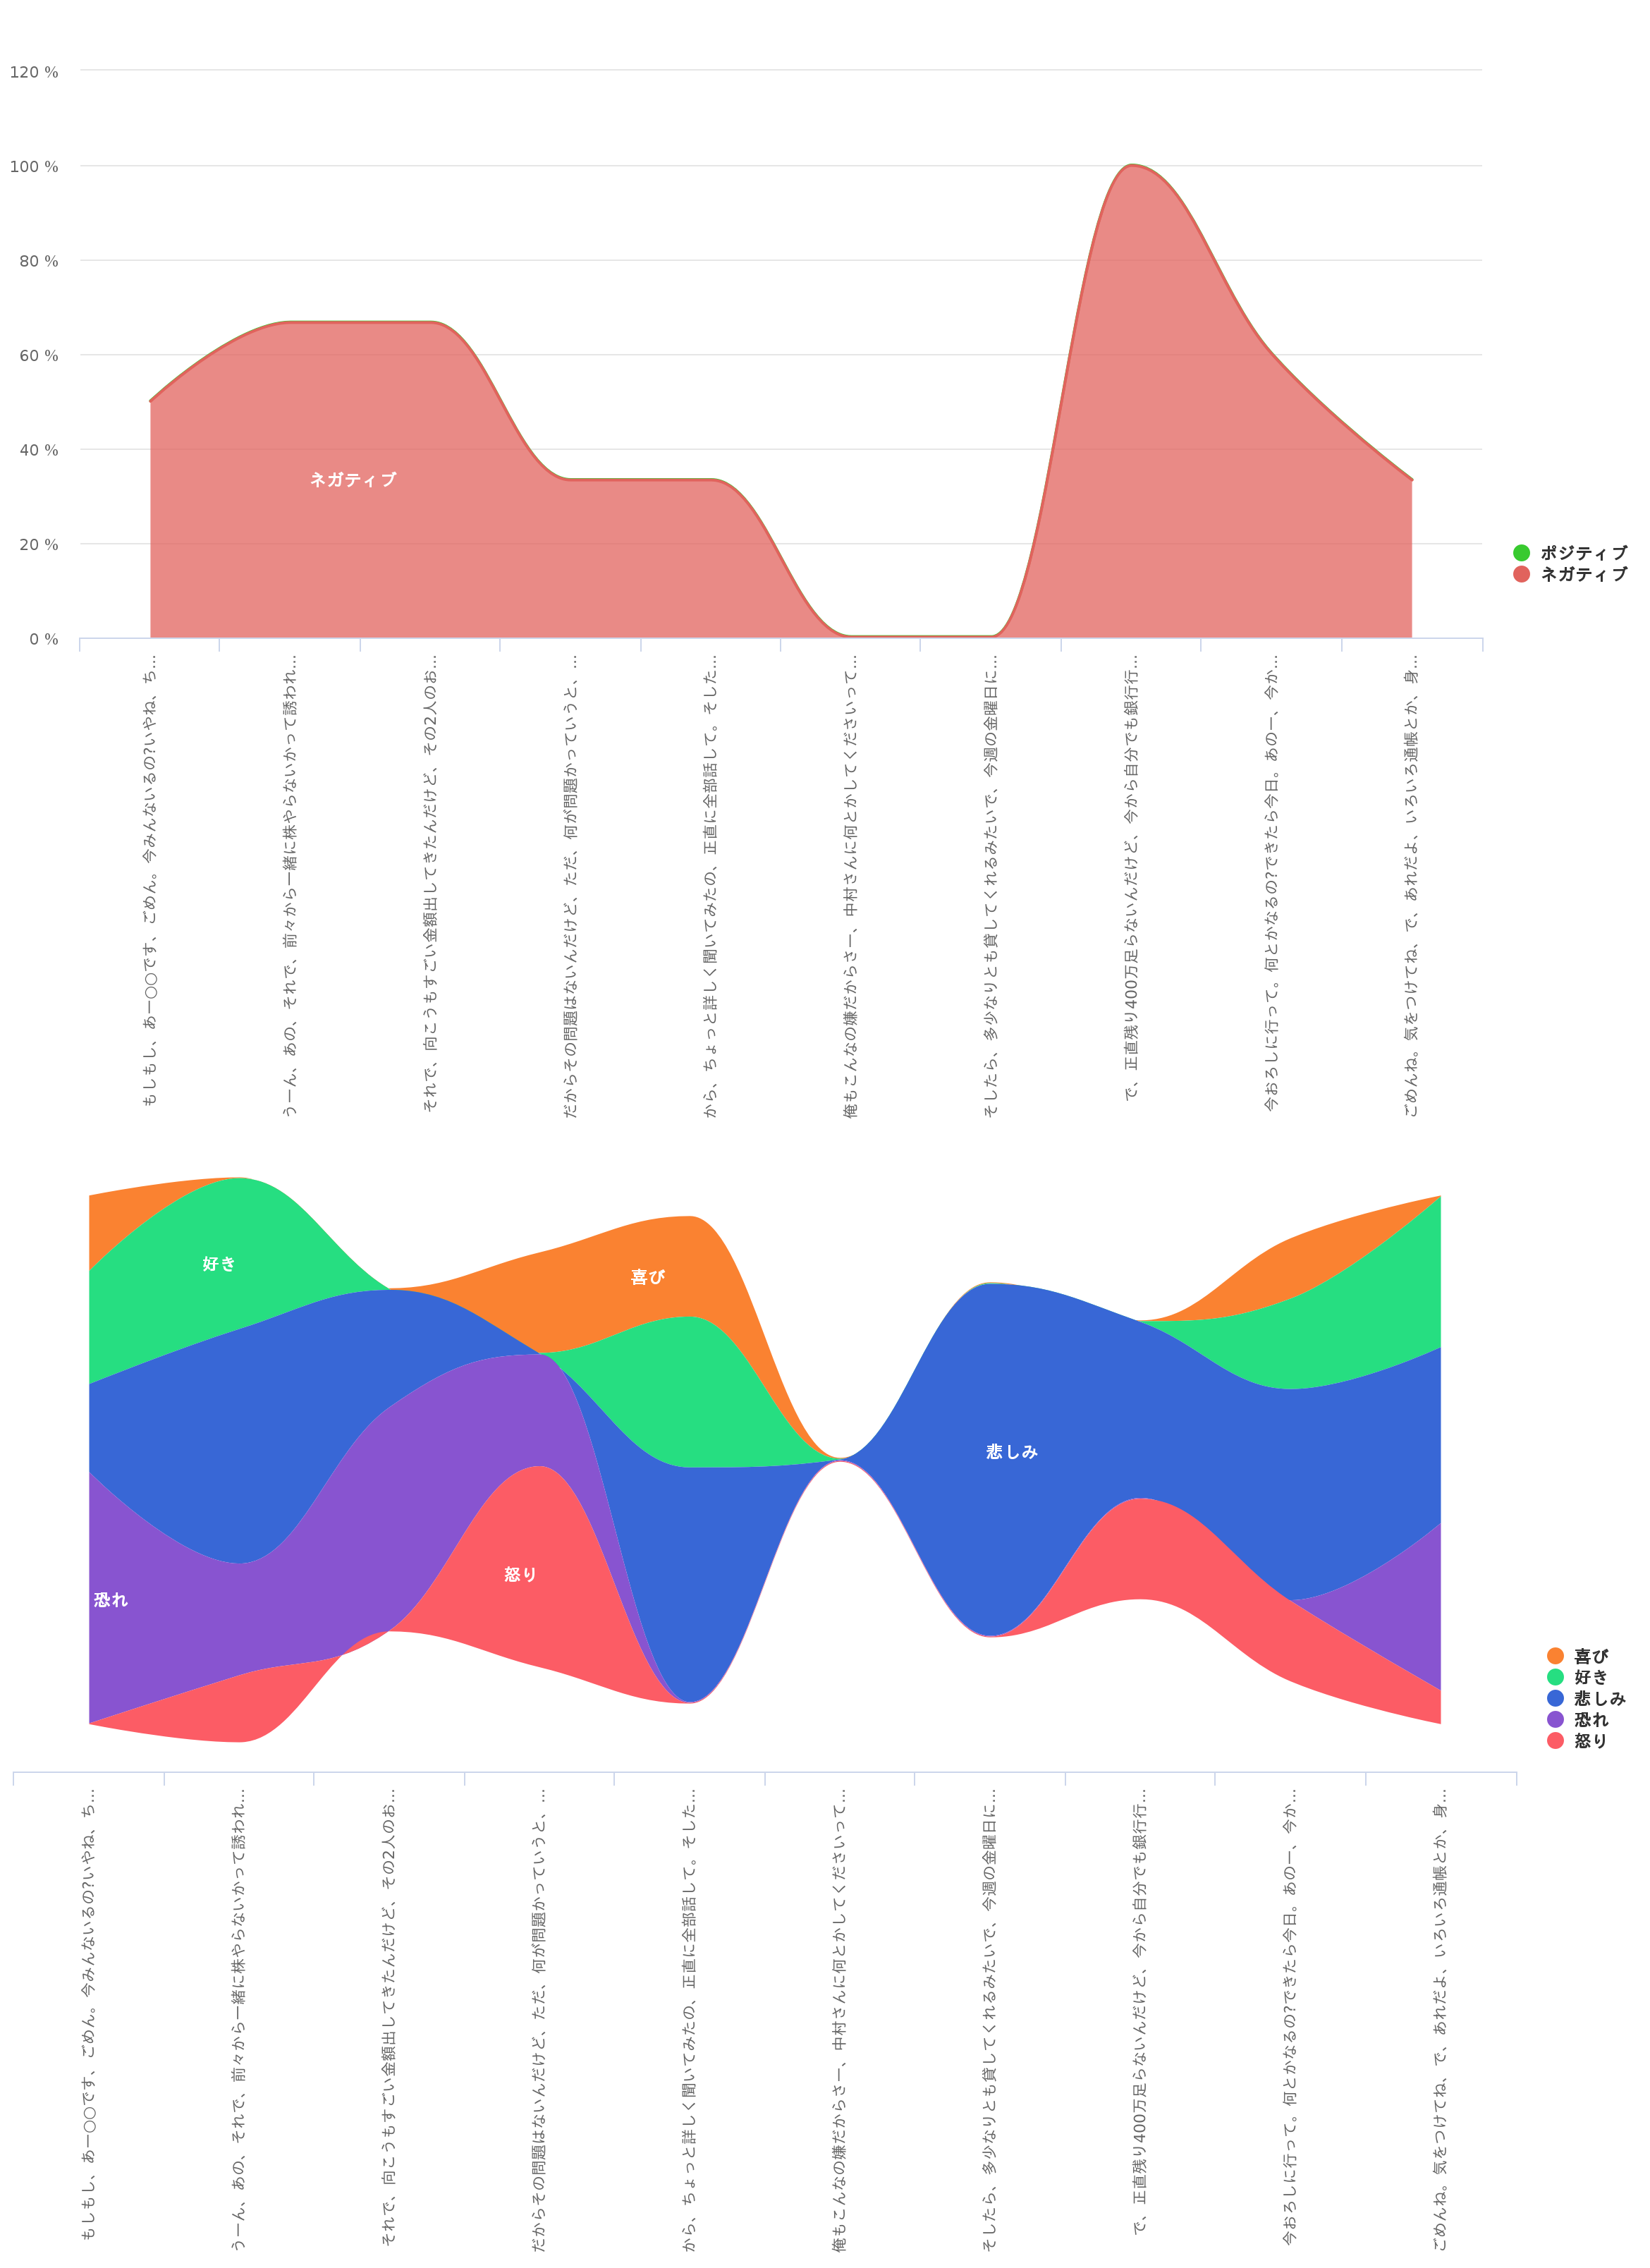 120 %
100 %
80 %
60 %
40 %
20 %
0 %
ネガティブ
ポジティブ
ネガティブ
もしもし、あー○○です、ごめん。今みんないるの?いやね、ち…
うーん、あの、それで、前々から一緒に株やらないかって誘われ…
それで、向こうもすごい金額出してきたんだけど、その2人のお…
だからその問題はないんだけど、ただ、何が問題かっていうと、…
から、ちょっと詳しく聞いてみたの、正直に全部話して。そした…
俺もこんなの嫌だからさー、中村さんに何とかしてくださいって…
そしたら、多少なりとも貸してくれるみたいで、今週の金曜日に…
で、正直残り400万足らないんだけど、今から自分でも銀行行…
今おろしに行って。何とかなるの?できたら今日。あのー、今か…
ごめんね。気をつけてね、で、あれだよ、いろいろ通帳とか、身…
好き
喜び
悲しみ
怒り
恐れ
喜び
好き
悲しみ
恐れ
怒り
もしもし、あー○○です、ごめん。今みんないるの?いやね、ち…
うーん、あの、それで、前々から一緒に株やらないかって誘われ…
それで、向こうもすごい金額出してきたんだけど、その2人のお…
だからその問題はないんだけど、ただ、何が問題かっていうと、…
から、ちょっと詳しく聞いてみたの、正直に全部話して。そした…
俺もこんなの嫌だからさー、中村さんに何とかしてくださいって…
そしたら、多少なりとも貸してくれるみたいで、今週の金曜日に…
で、正直残り400万足らないんだけど、今から自分でも銀行行…
今おろしに行って。何とかなるの?できたら今日。あのー、今か…
ごめんね。気をつけてね、で、あれだよ、いろいろ通帳とか、身…